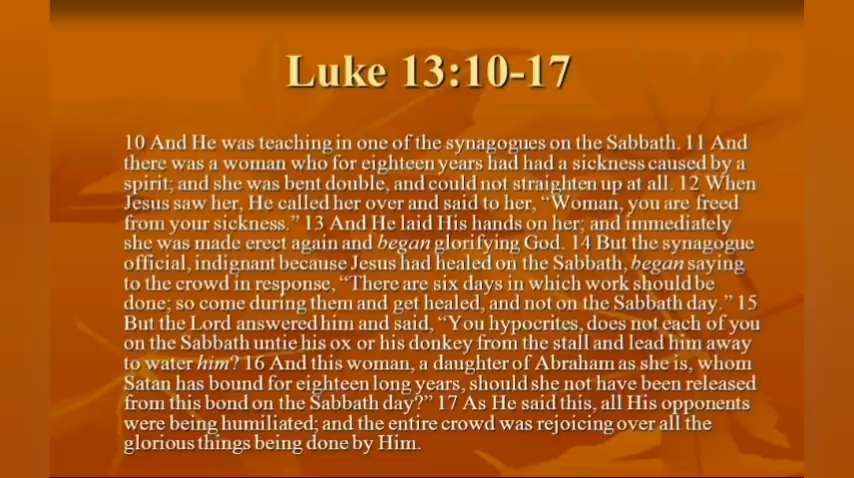 Luke 13:10-17
10 And He was teaching in one of the synagogues on the Sabbath. 11 And
there was a woman who for eighteen years had had a sickness caused by a
spirit; and she was bent double, and could not straighten up at all. 12 When
Jesus saw her, He called her over and said to her, “Woman, you are freed
from your sickness.” 13 And He laid His hands on her; and immediately
she was made erect again and began glorifying God. 14 But the synagogue
official, indignant because Jesus had healed on the Sabbath, began saying
to the crowd in response, “There are six days in which work should be
done; so come during them and get healed, and not on the Sabbath day.” 15
But the Lord answered him and said, “You hypocrites, does not each of you
on the Sabbath untie his ox or his donkey from the stall and lead him away
to water him? 16 And this woman, a daughter of Abraham as she is, whom
Satan has bound for eighteen long years, should she not have been released
from this bond on the Sabbath day?” 17 As He said this, all His opponents
were being humiliated; and the entire crowd was rejoicing over all the
glorious things being done by Him.